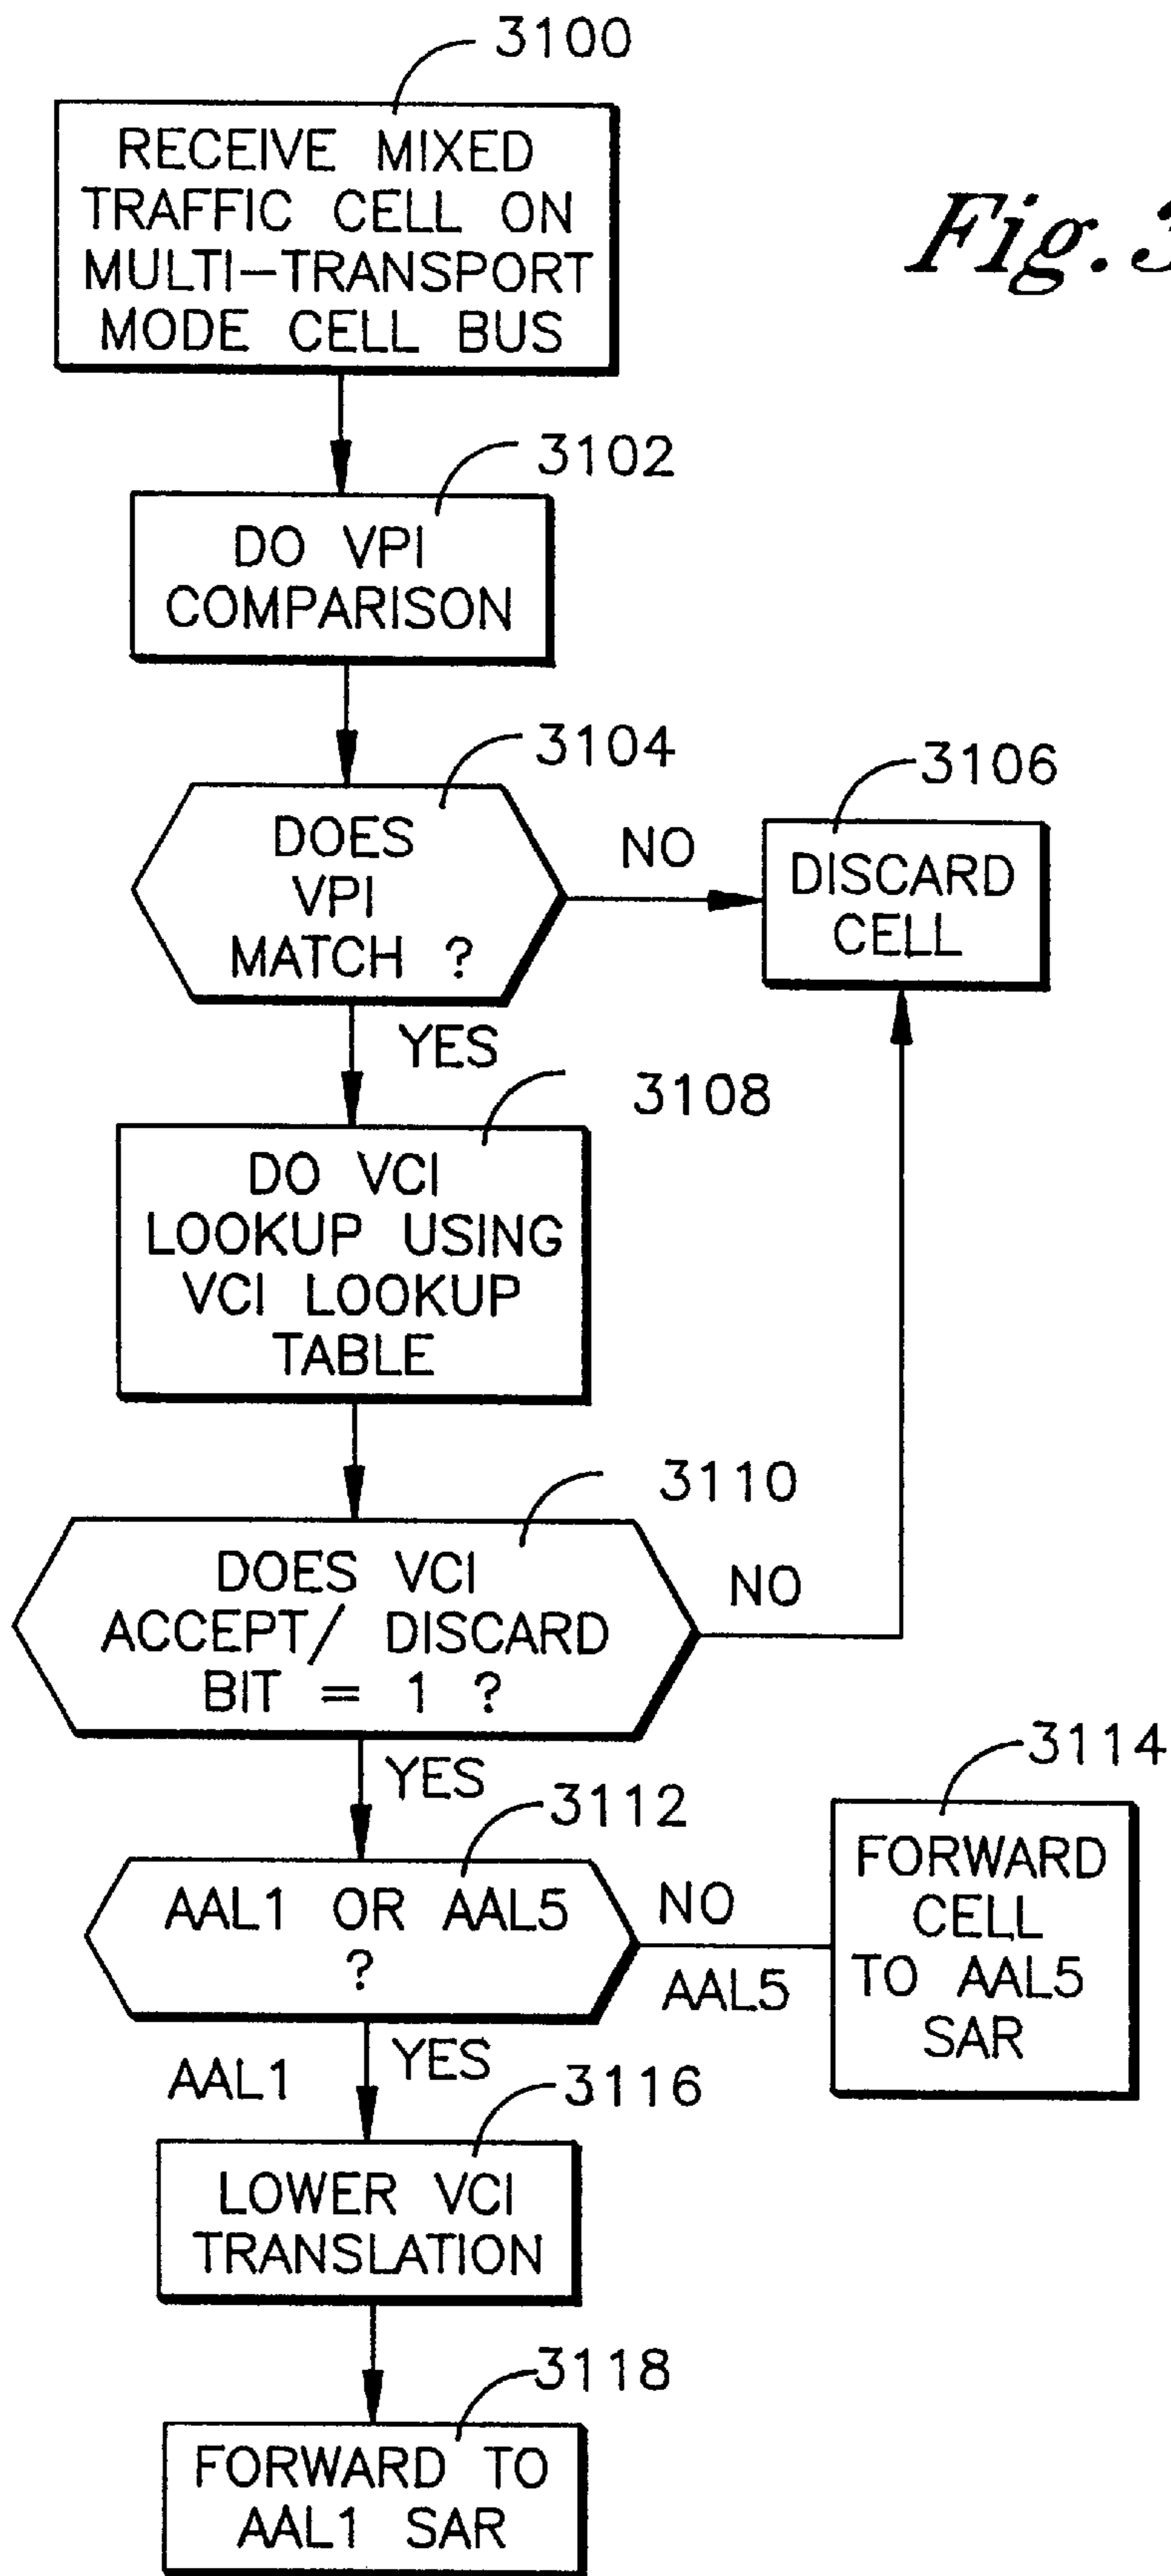 3100
RECEIVE MIXED
TRAFFIC CELL ON
MULTI-TRANSPORT
MODE CELL BUS
Fig. 3
3102
DO VPI
COMPARISON
3104
DOES
VPI
MATCH ?
NO
3106
DISCARD
CELL
YES
3108
DO VCI
LOOKUP USING
VCI LOOKUP
TABLE
3110
DOES VCI
ACCEPT/ DISCARD
BIT = 1 ?
NO
YES
3112
AAL1 OR AAL5
?
NO
AAL5
3114
FORWARD
CELL
TO AAL5
SAR
AAL1
YES
3116
LOWER VCI
TRANSLATION
3118
FORWARD TO
AAL1 SAR